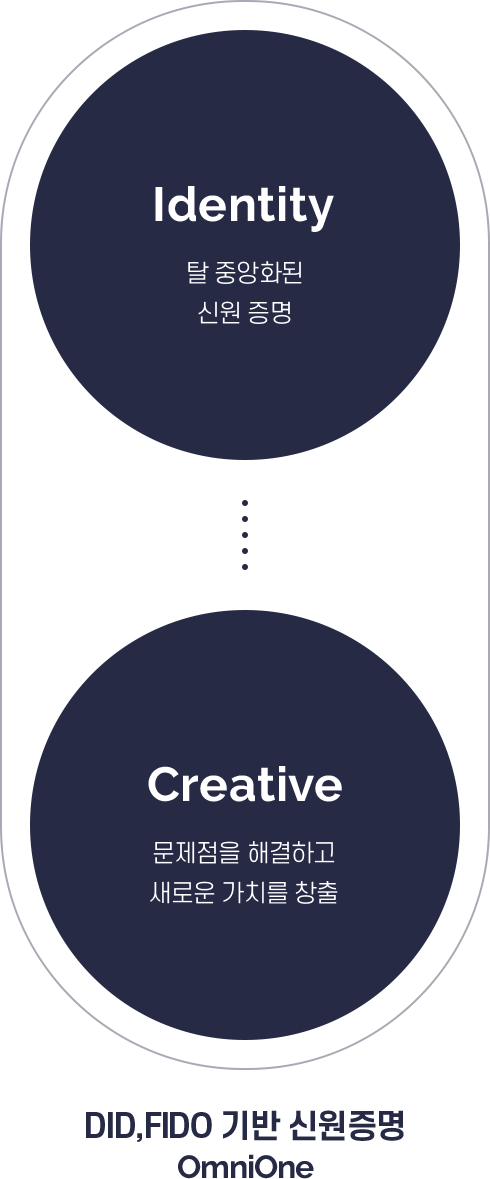 Identity
탈 중앙화된
신원 증명
Creative
문제점을 해결하고
새로운 가치를 창출
DID,FIDO 기반 신원증명
OmniOne